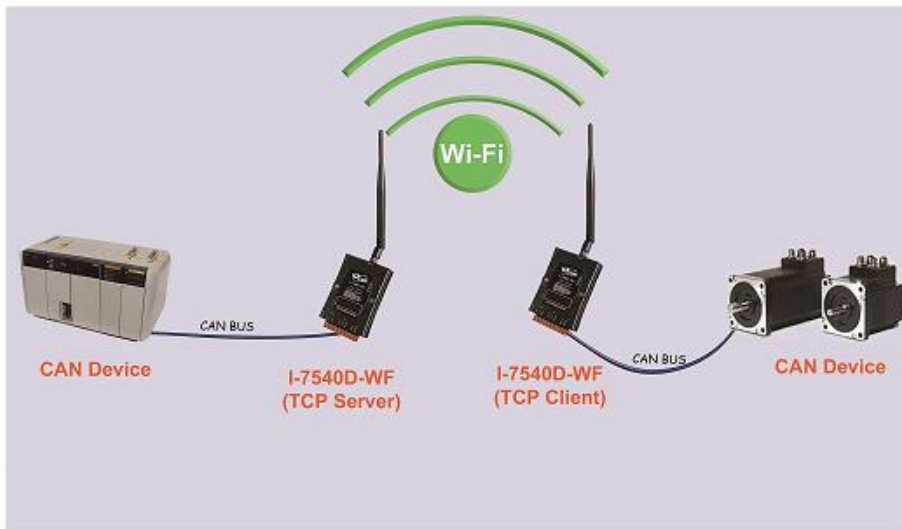 Wi-Fi
CAN BUS
CAN BUS
CAN Device
I-7540D-WF
(TCP Server)
I-7540D-WF
(TCP Client)
CAN Device